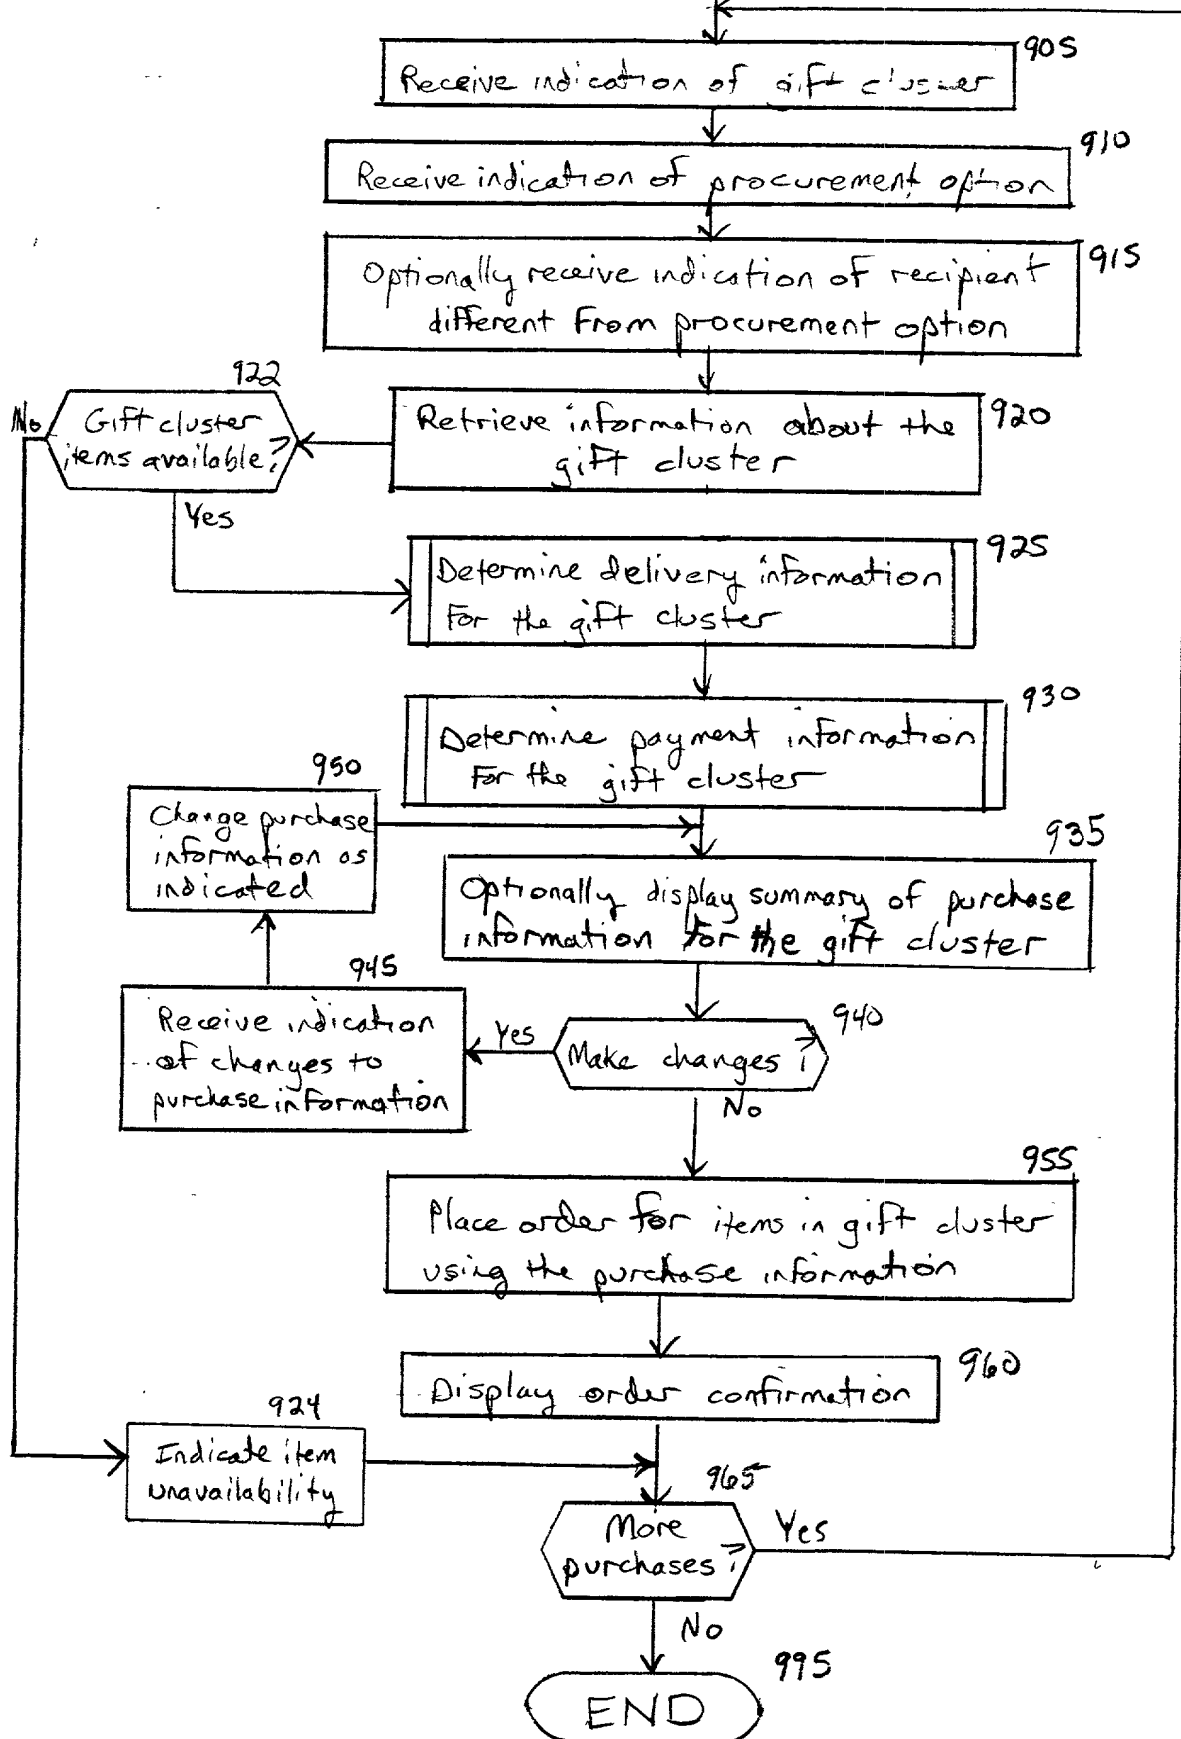 905
Receive indication of gift cluster
910
Receive indication of procurement option
915
Optionally receive indication of recipient
different from procurement option
922
No
Gift cluster
items available?
Yes
920
Retrieve information about the
gift cluster
925
Determine delivery information
For the gift cluster
930
Determine payment information
For the gift cluster
950
Change purchase
information as
indicated
935
Optionally display summary of purchase
information for the gift cluster
945
Receive indication
of changes to
purchase information
Yes
940
Make changes?
No
955
Place order for items in gift cluster
using the purchase information
960
Display order confirmation
924
Indicate item
unavailability
965
More
purchases?
Yes
No
995
END